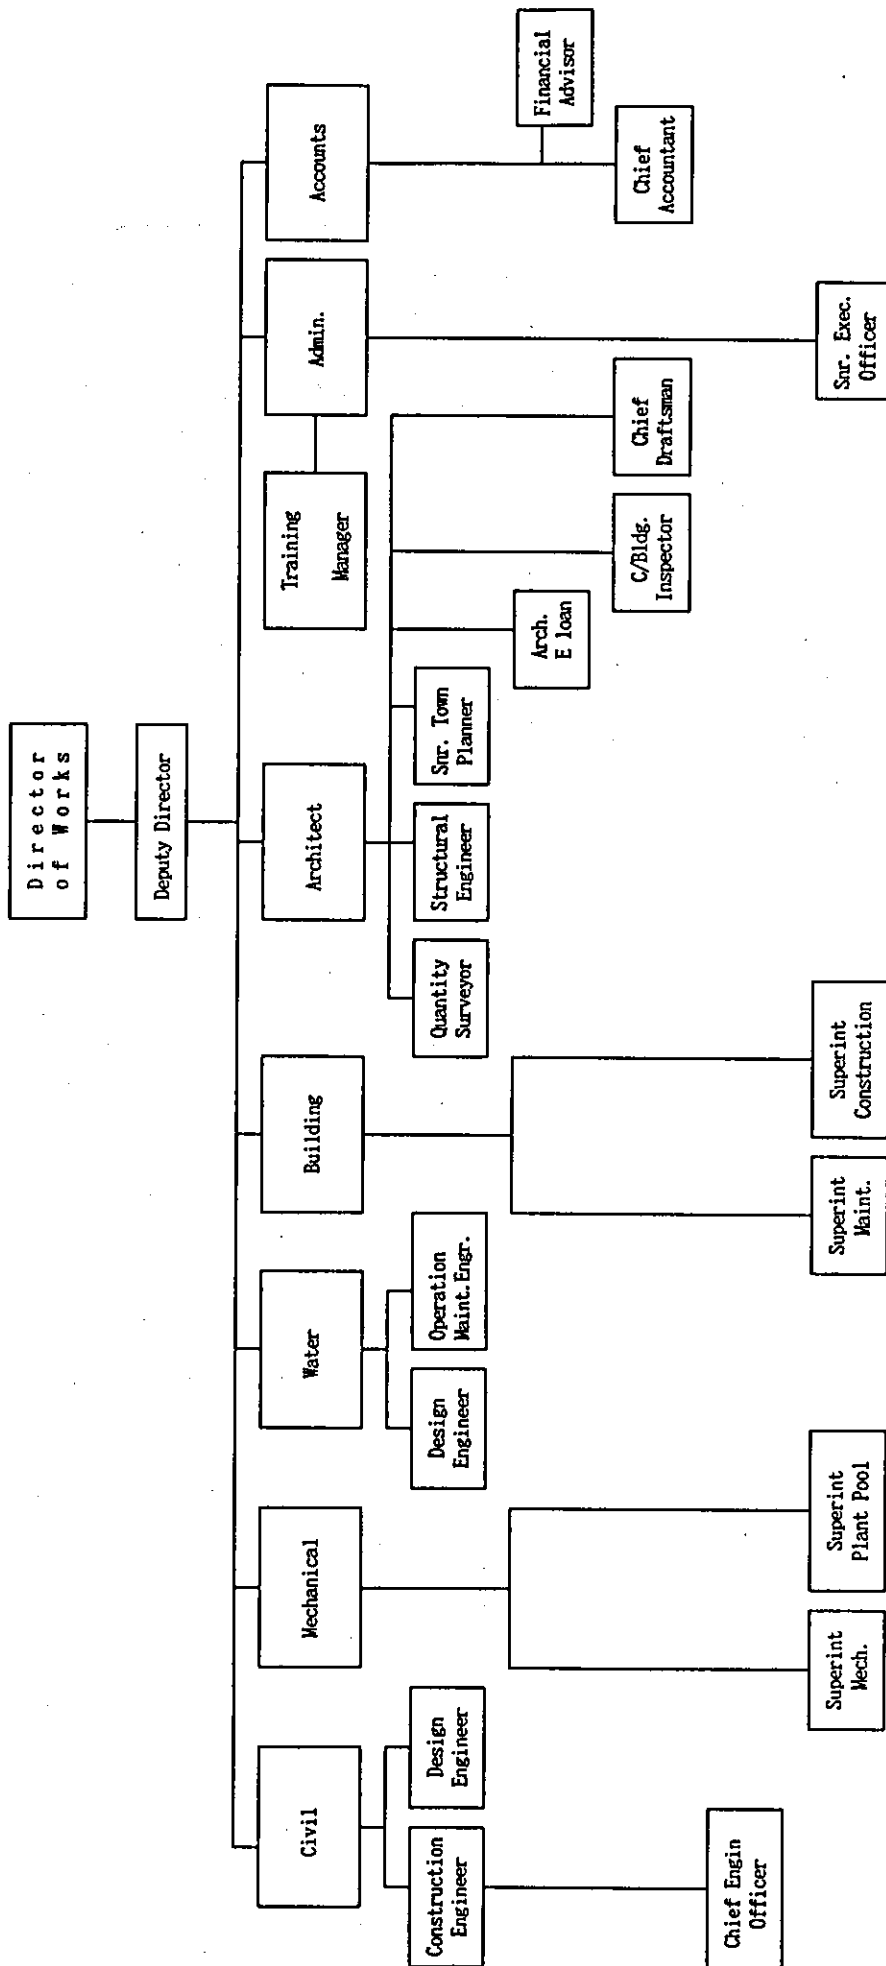 Director
of Works
Deputy Director
Civil
Mechanical
Water
Building
Architect
Training
Manager
Admin.
Accounts
Construction
Engineer
Design
Engineer
Design
Engineer
Operation
Maint.Engr.
Quantity
Surveyor
Structural
Engineer
Snr. Town
Planner
Arch.
E loan
Financial
Advisor
C/Bldg.
Inspector
Chief
Draftsman
Chief
Accountant
Chief Engin
Officer
Superint
Mech.
Superint
Plant Pool
Superint
Maint.
Superint
Construction
Snr. Exec.
Officer